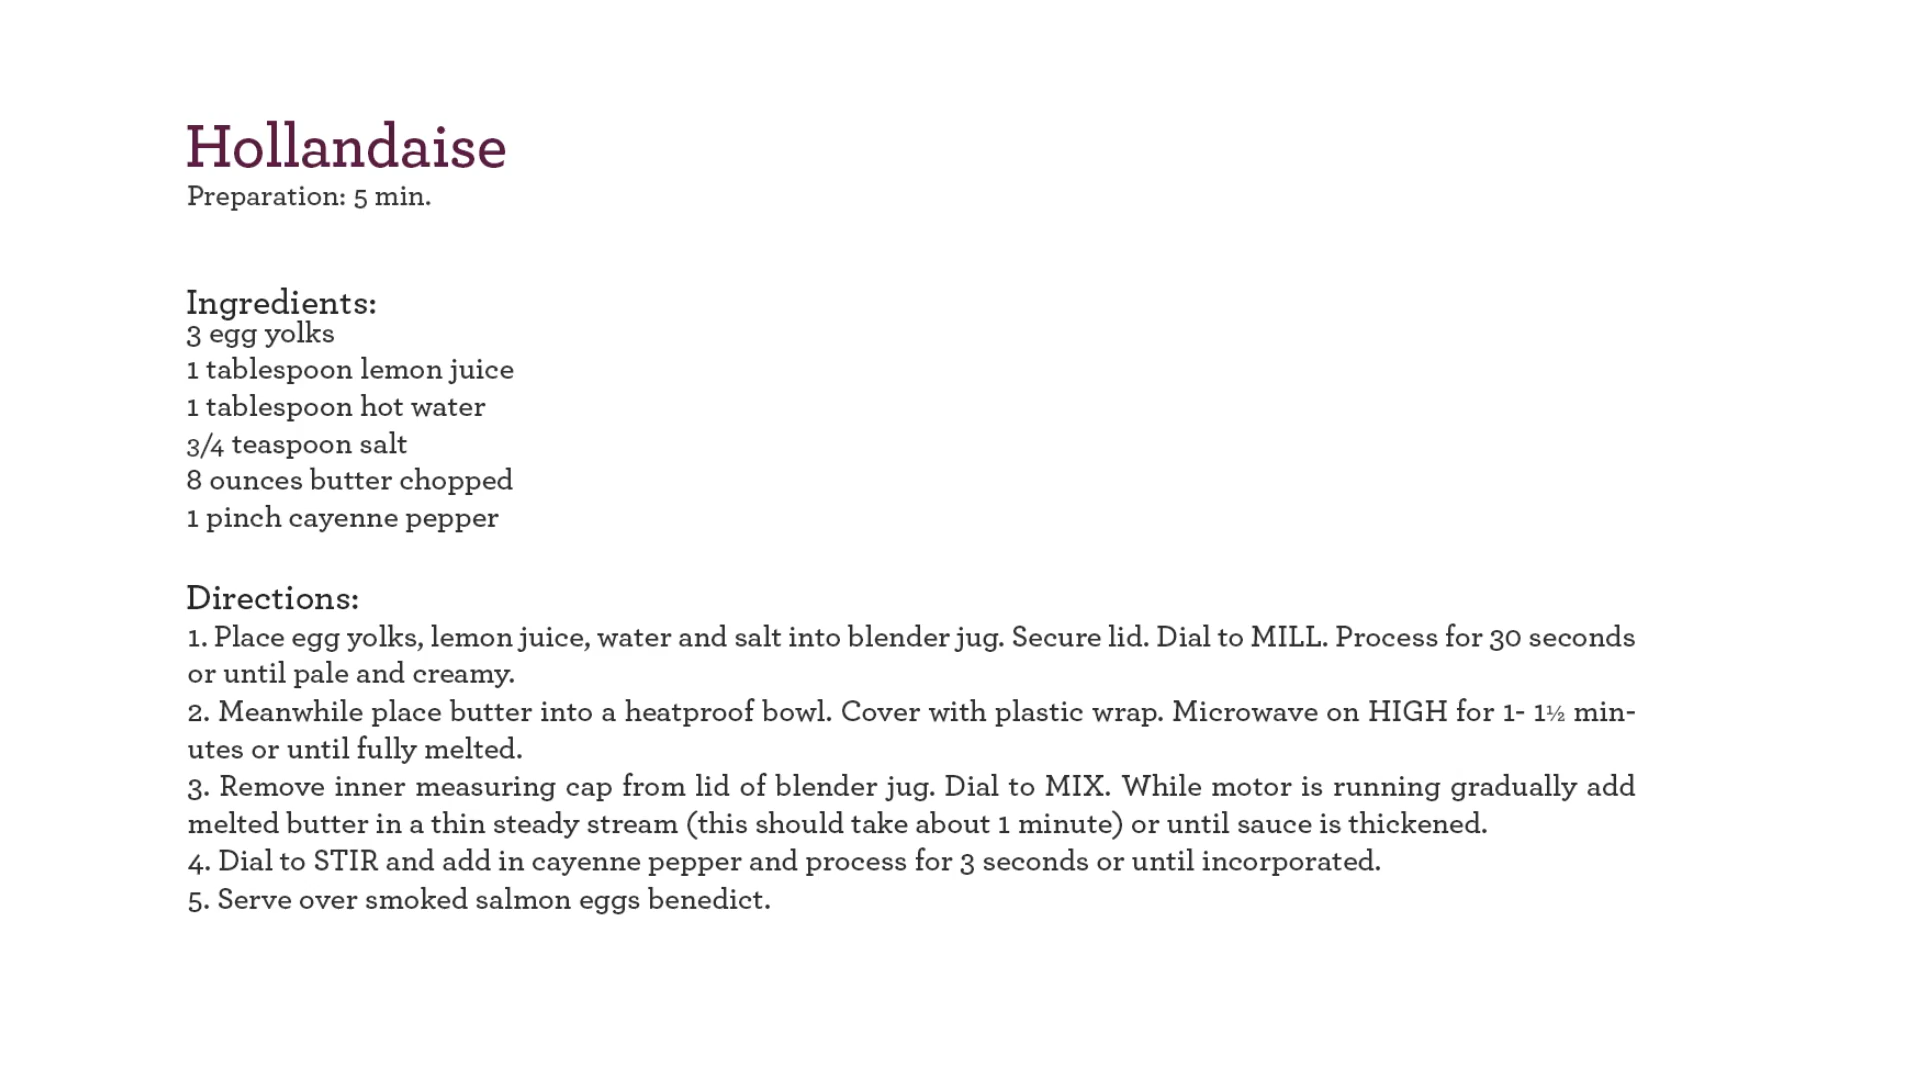 Hollandaise
Preparation: 5 min.
Ingredients:
3 egg yolks
1 tablespoon lemon juice
1 tablespoon hot water
3/4 teaspoon salt
8 ounces butter chopped
1 pinch cayenne pepper
Directions:
1. Place egg yolks, lemon juice, water and salt into blender jug. Secure lid. Dial to MILL. Process for 30 seconds
or until pale and creamy.
2. Meanwhile place butter into a heatproof bowl. Cover with plastic wrap. Microwave on HIGH for 1- 1½ min-
utes or until fully melted.
3. Remove inner measuring cap from lid of blender jug. Dial to MIX. While motor is running gradually add
melted butter in a thin steady stream (this should take about 1 minute) or until sauce is thickened.
4. Dial to STIR and add in cayenne pepper and process for 3 seconds or until incorporated.
5. Serve over smoked salmon eggs benedict.